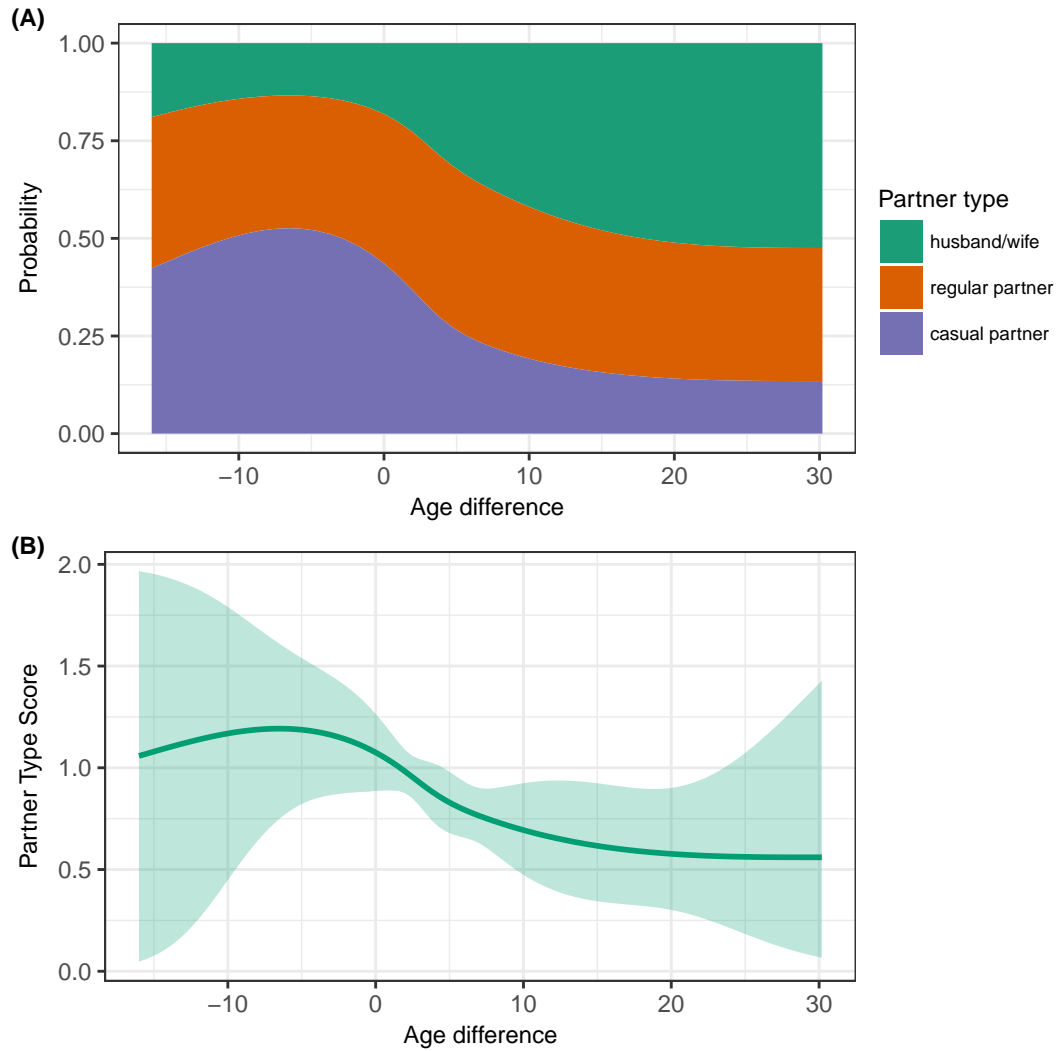 (A)
1.00
0.75
0.50
0.25
0.00
Probability
−10 0 10 20 30
Age difference
Partner type
husband/wife
regular partner
casual partner
(B)
2.0
1.5
1.0
0.5
0.0
Partner Type Score
−10 0 10 20 30
Age difference